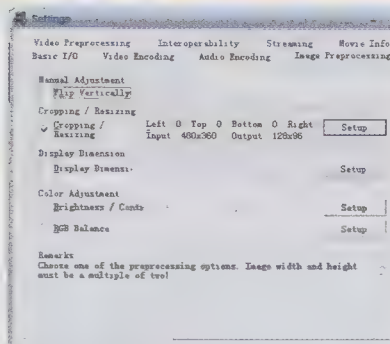 Settings
Video Preprocessing Interoperability Streaming Movie Info
Basic I/O Video Encoding Audio Encoding Image Preprocessing
Manual Adjustment
Flip Vertically
Cropping / Resizing
Cropping / Left 0 Top 0 Bottom 0 Right Setup
Resizing Input 480x360 Output 128x96
Display Dimension
Display Dimensi. Setup
Color Adjustment
Brightness / Contr Setup
RGB Balance Setup
Remarks
Choose one of the preprocessing options. Image width and height
must be a multiple of two!